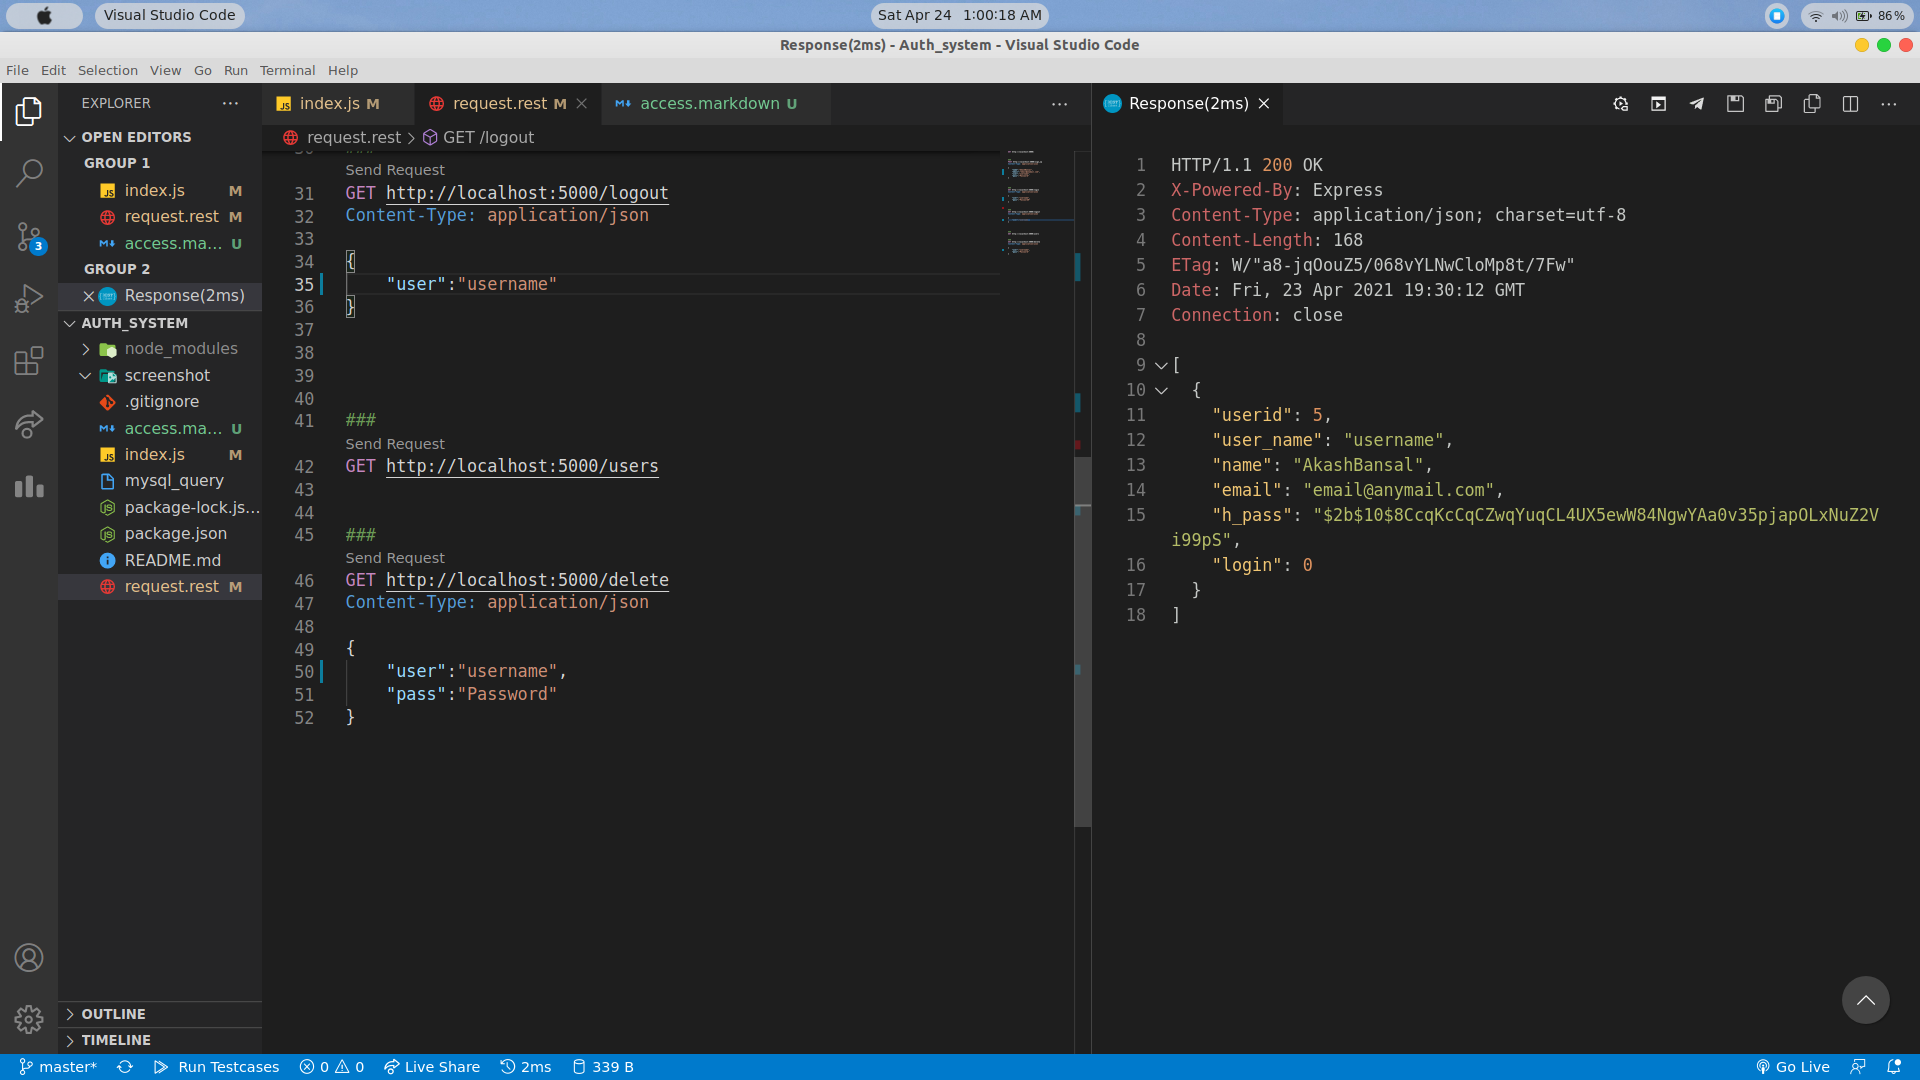 Visual Studio Code
Sat Apr 24 1:00:18 AM
86%
Response(2ms) - Auth_system - Visual Studio Code
File Edit Selection View Go Run Terminal Help
EXPLORER
OPEN EDITORS
GROUP 1
index.js M
request.rest M
access.ma... U
GROUP 2
Response(2ms)
AUTH_SYSTEM
node_modules
screenshot
.gitignore
access.ma... U
index.js M
mysql_query
package-lock.js...
package.json
README.md
request.rest M
OUTLINE
TIMELINE
3
index.js M
request.rest M
access.markdown U
request.rest > GET /logout
Send Request
31 GET http://localhost:5000/logout
32 Content-Type: application/json
33
34 {
35 "user":"username"
36 }
37
38
39
40
41 ###
Send Request
42 GET http://localhost:5000/users
43
44
45 ###
Send Request
46 GET http://localhost:5000/delete
47 Content-Type: application/json
48
49 {
50 "user":"username",
51 "pass":"Password"
52 }
Response(2ms)
1 HTTP/1.1 200 OK
2 X-Powered-By: Express
3 Content-Type: application/json; charset=utf-8
4 Content-Length: 168
5 ETag: W/"a8-jqOouZ5/068vYLNwCloMp8t/7Fw"
6 Date: Fri, 23 Apr 2021 19:30:12 GMT
7 Connection: close
8
9 [
10 {
11 "userid": 5,
12 "user_name": "username",
13 "name": "AkashBansal",
14 "email": "email@anymail.com",
15 "h_pass": "$2b$10$8CcqKcCqCZwqYuqCL4UX5ewW84NgwYAa0v35pjapOLxNuZ2V
i99pS",
16 "login": 0
17 }
18 ]
master* Run Testcases 0 0 Live Share 2ms 339 B Go Live